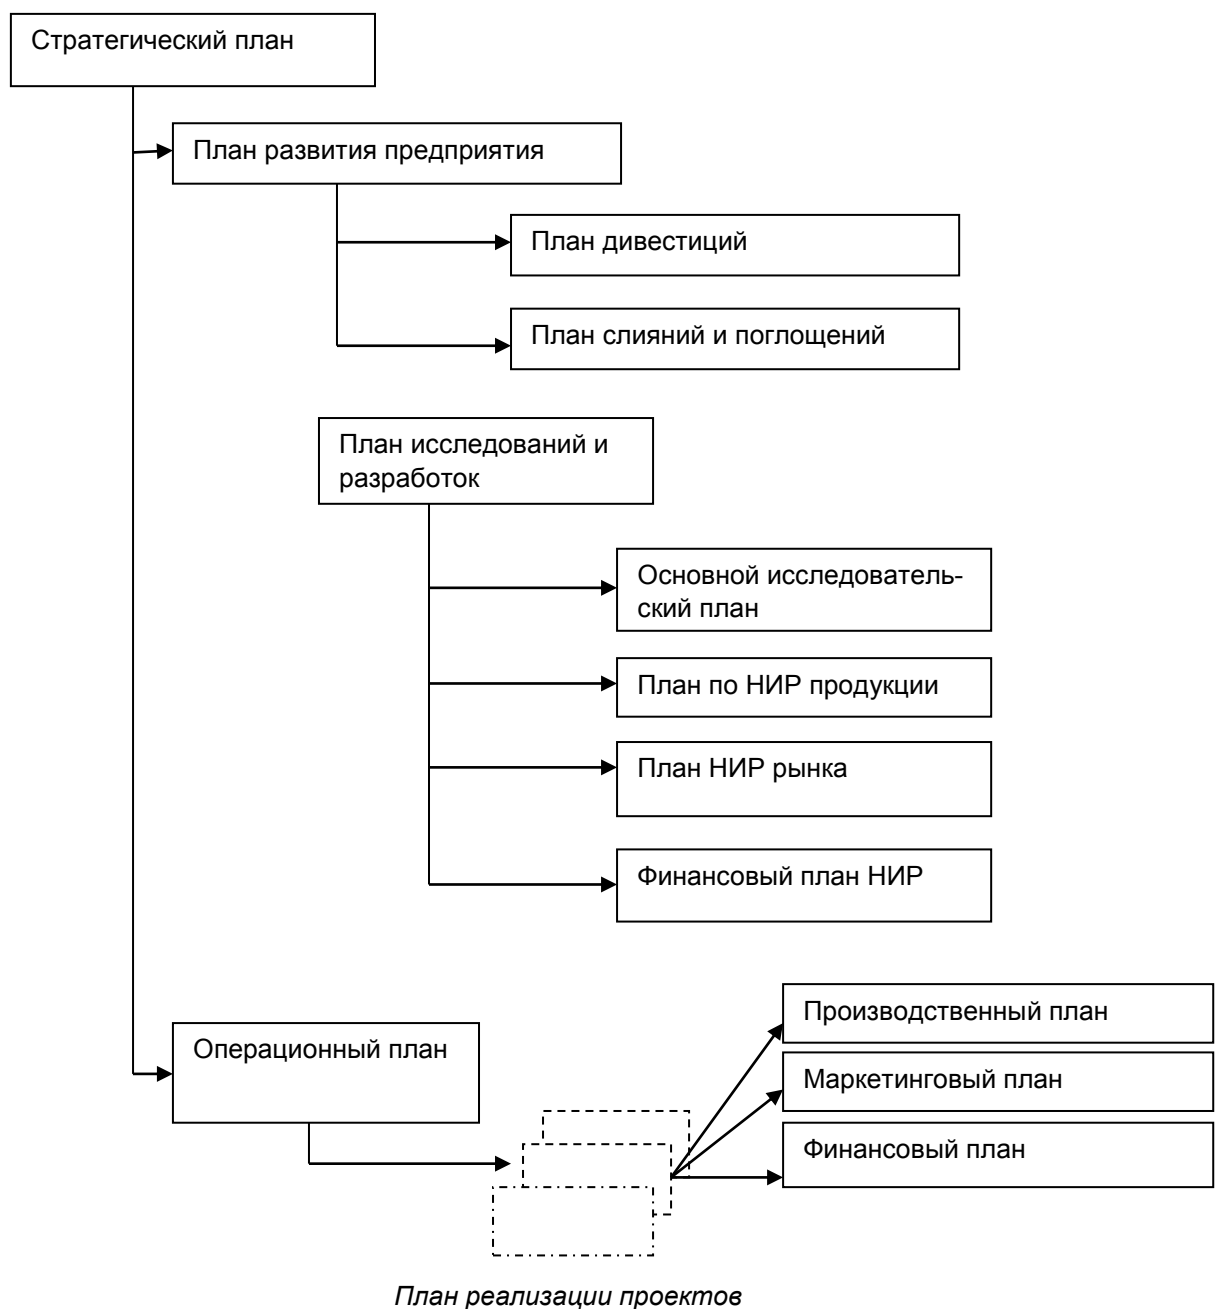 Стратегический план
План развития предприятия
План дивестиций
План слияний и поглощений
План исследований и
разработок
Основной исследователь-
ский план
План по НИР продукции
План НИР рынка
Финансовый план НИР
Производственный план
Операционный план
Маркетинговый план
Финансовый план
План реализации проектов